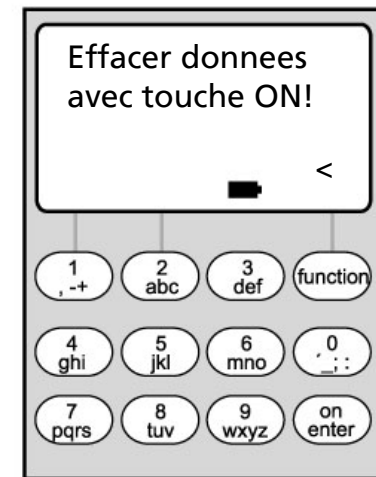 Effacer donnees
avec touche ON!
<
1 2 3 function
, -+ abc def
4 5 6 0
ghi jkl mno ´_; :
7 8 9 on
pqrs tuv wxyz enter